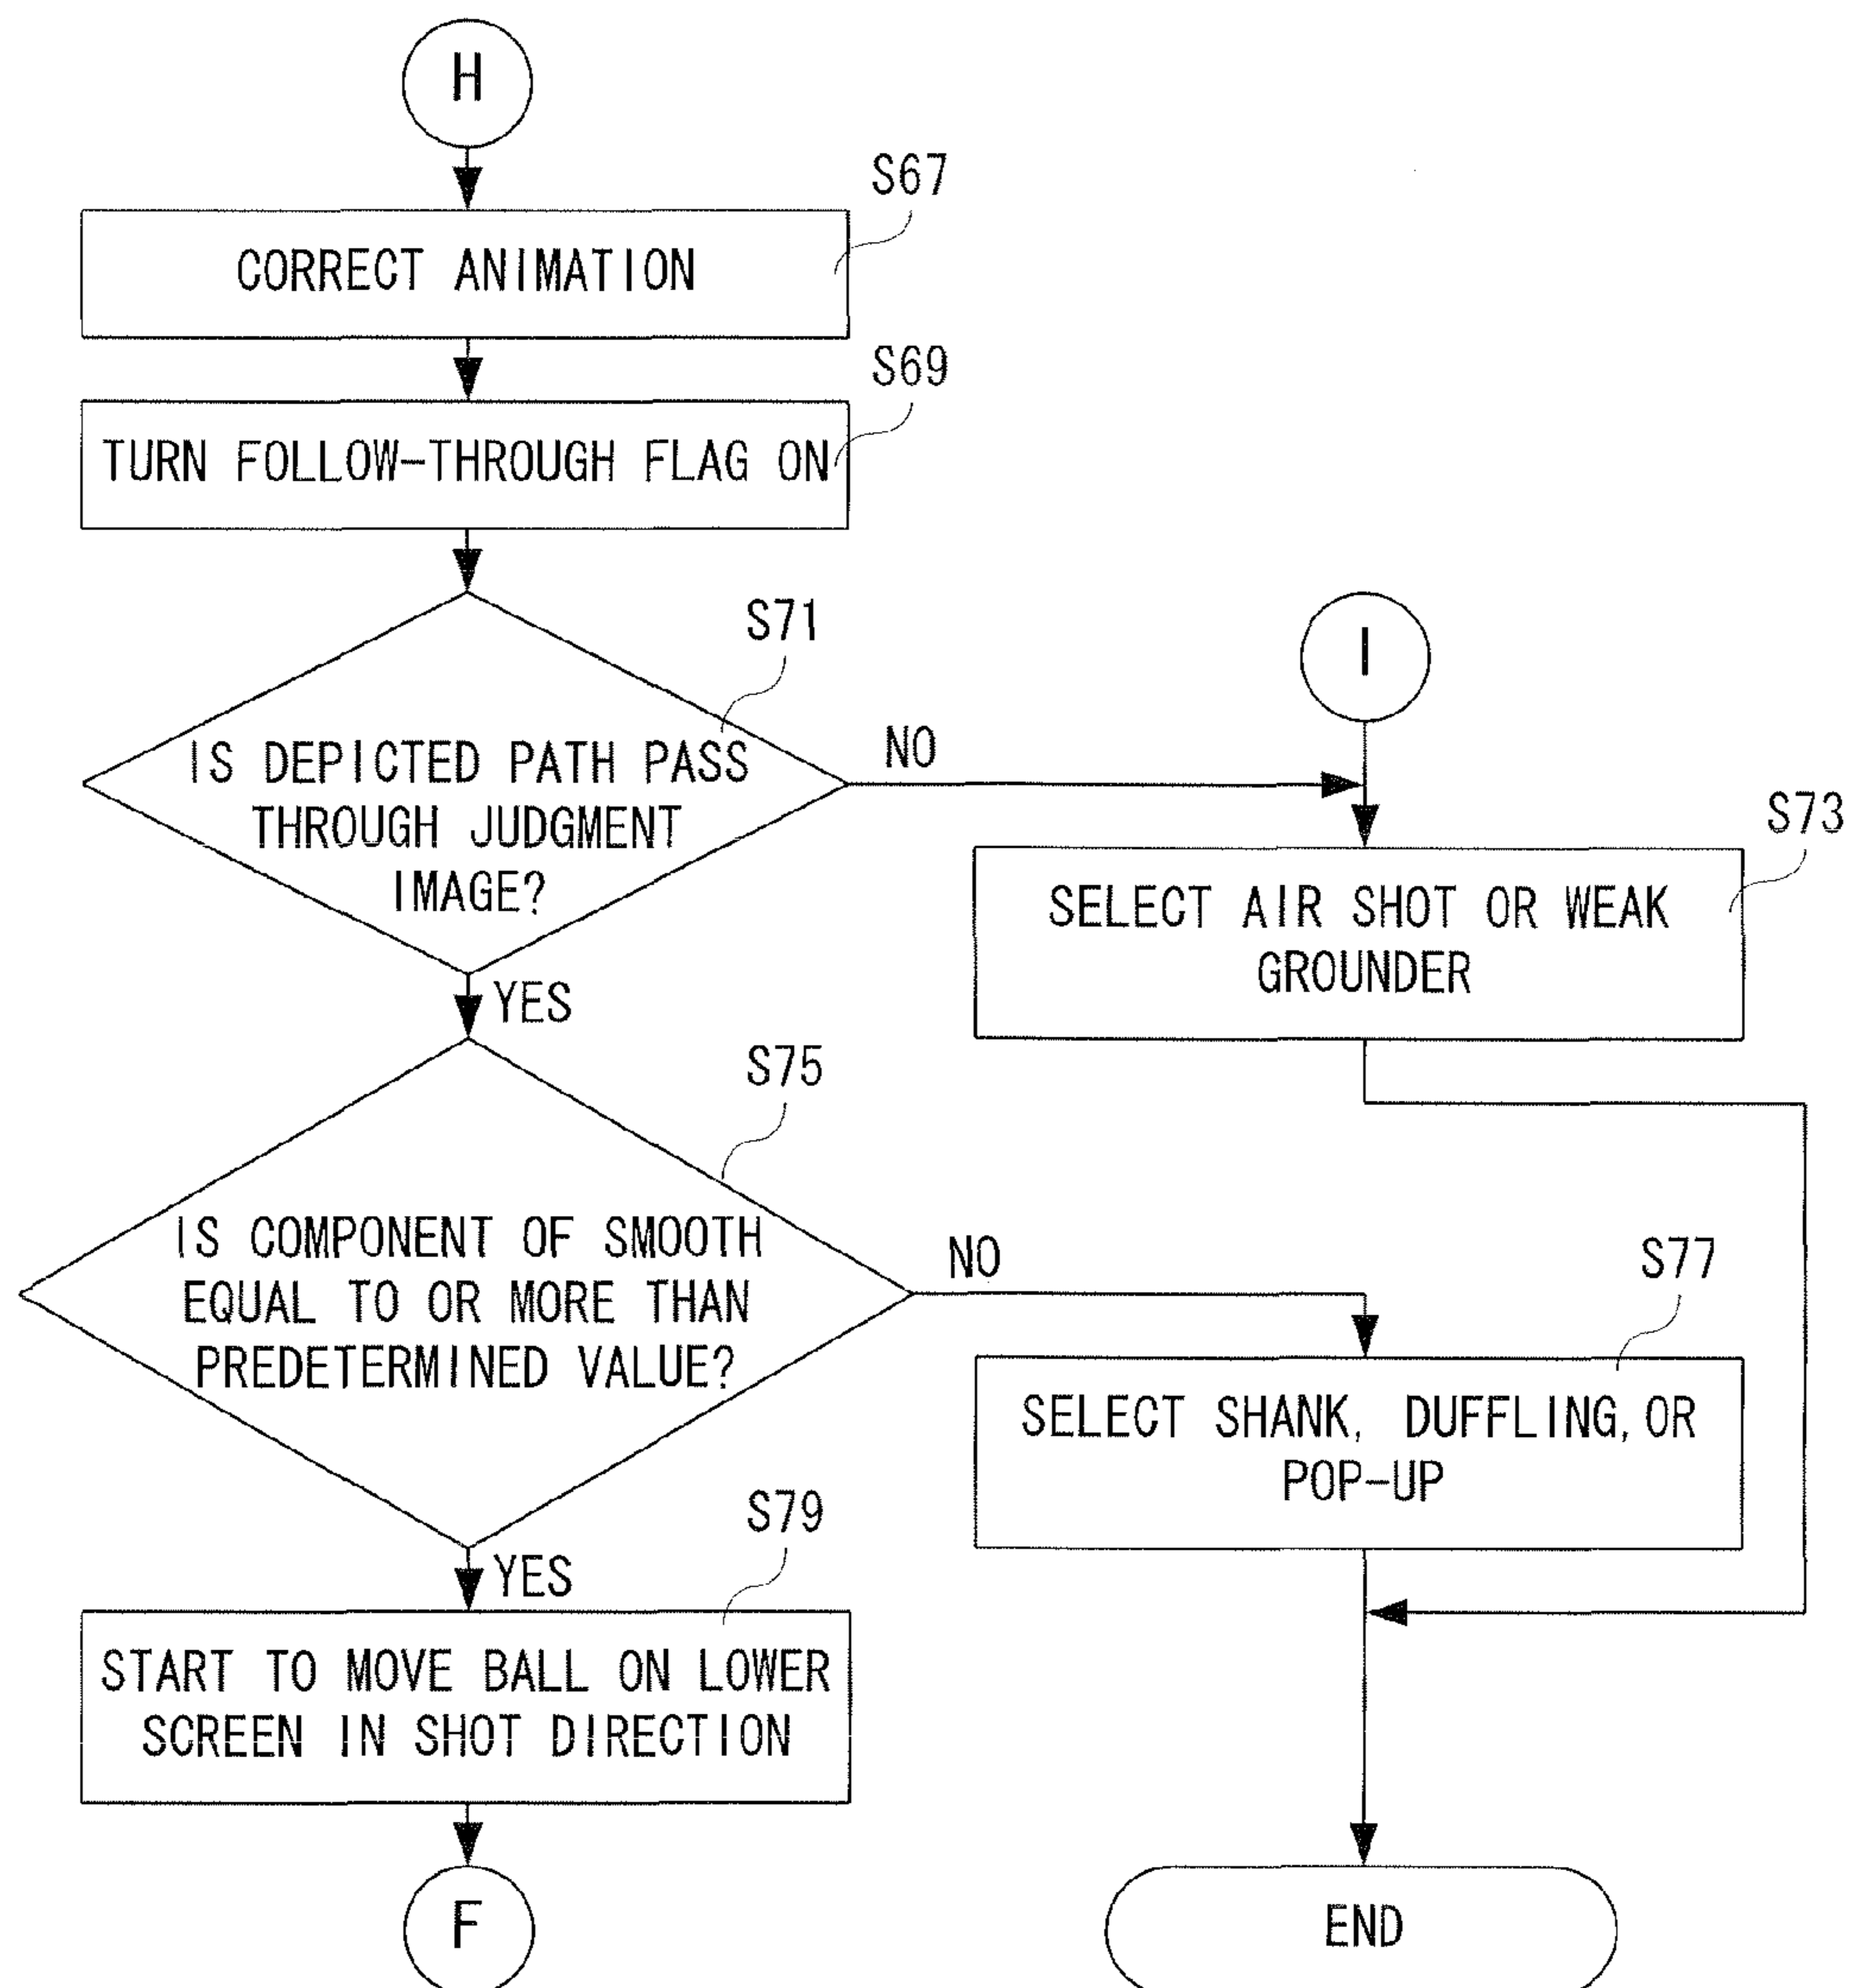 H
S67
CORRECT ANIMATION
S69
TURN FOLLOW-THROUGH FLAG ON
S71
IS DEPICTED PATH PASS
THROUGH JUDGMENT
IMAGE?
NO
I
S73
SELECT AIR SHOT OR WEAK
GROUNDER
YES
S75
IS COMPONENT OF SMOOTH
EQUAL TO OR MORE THAN
PREDETERMINED VALUE?
NO
S77
SELECT SHANK, DUFFLING, OR
POP-UP
YES
S79
START TO MOVE BALL ON LOWER
SCREEN IN SHOT DIRECTION
F
END